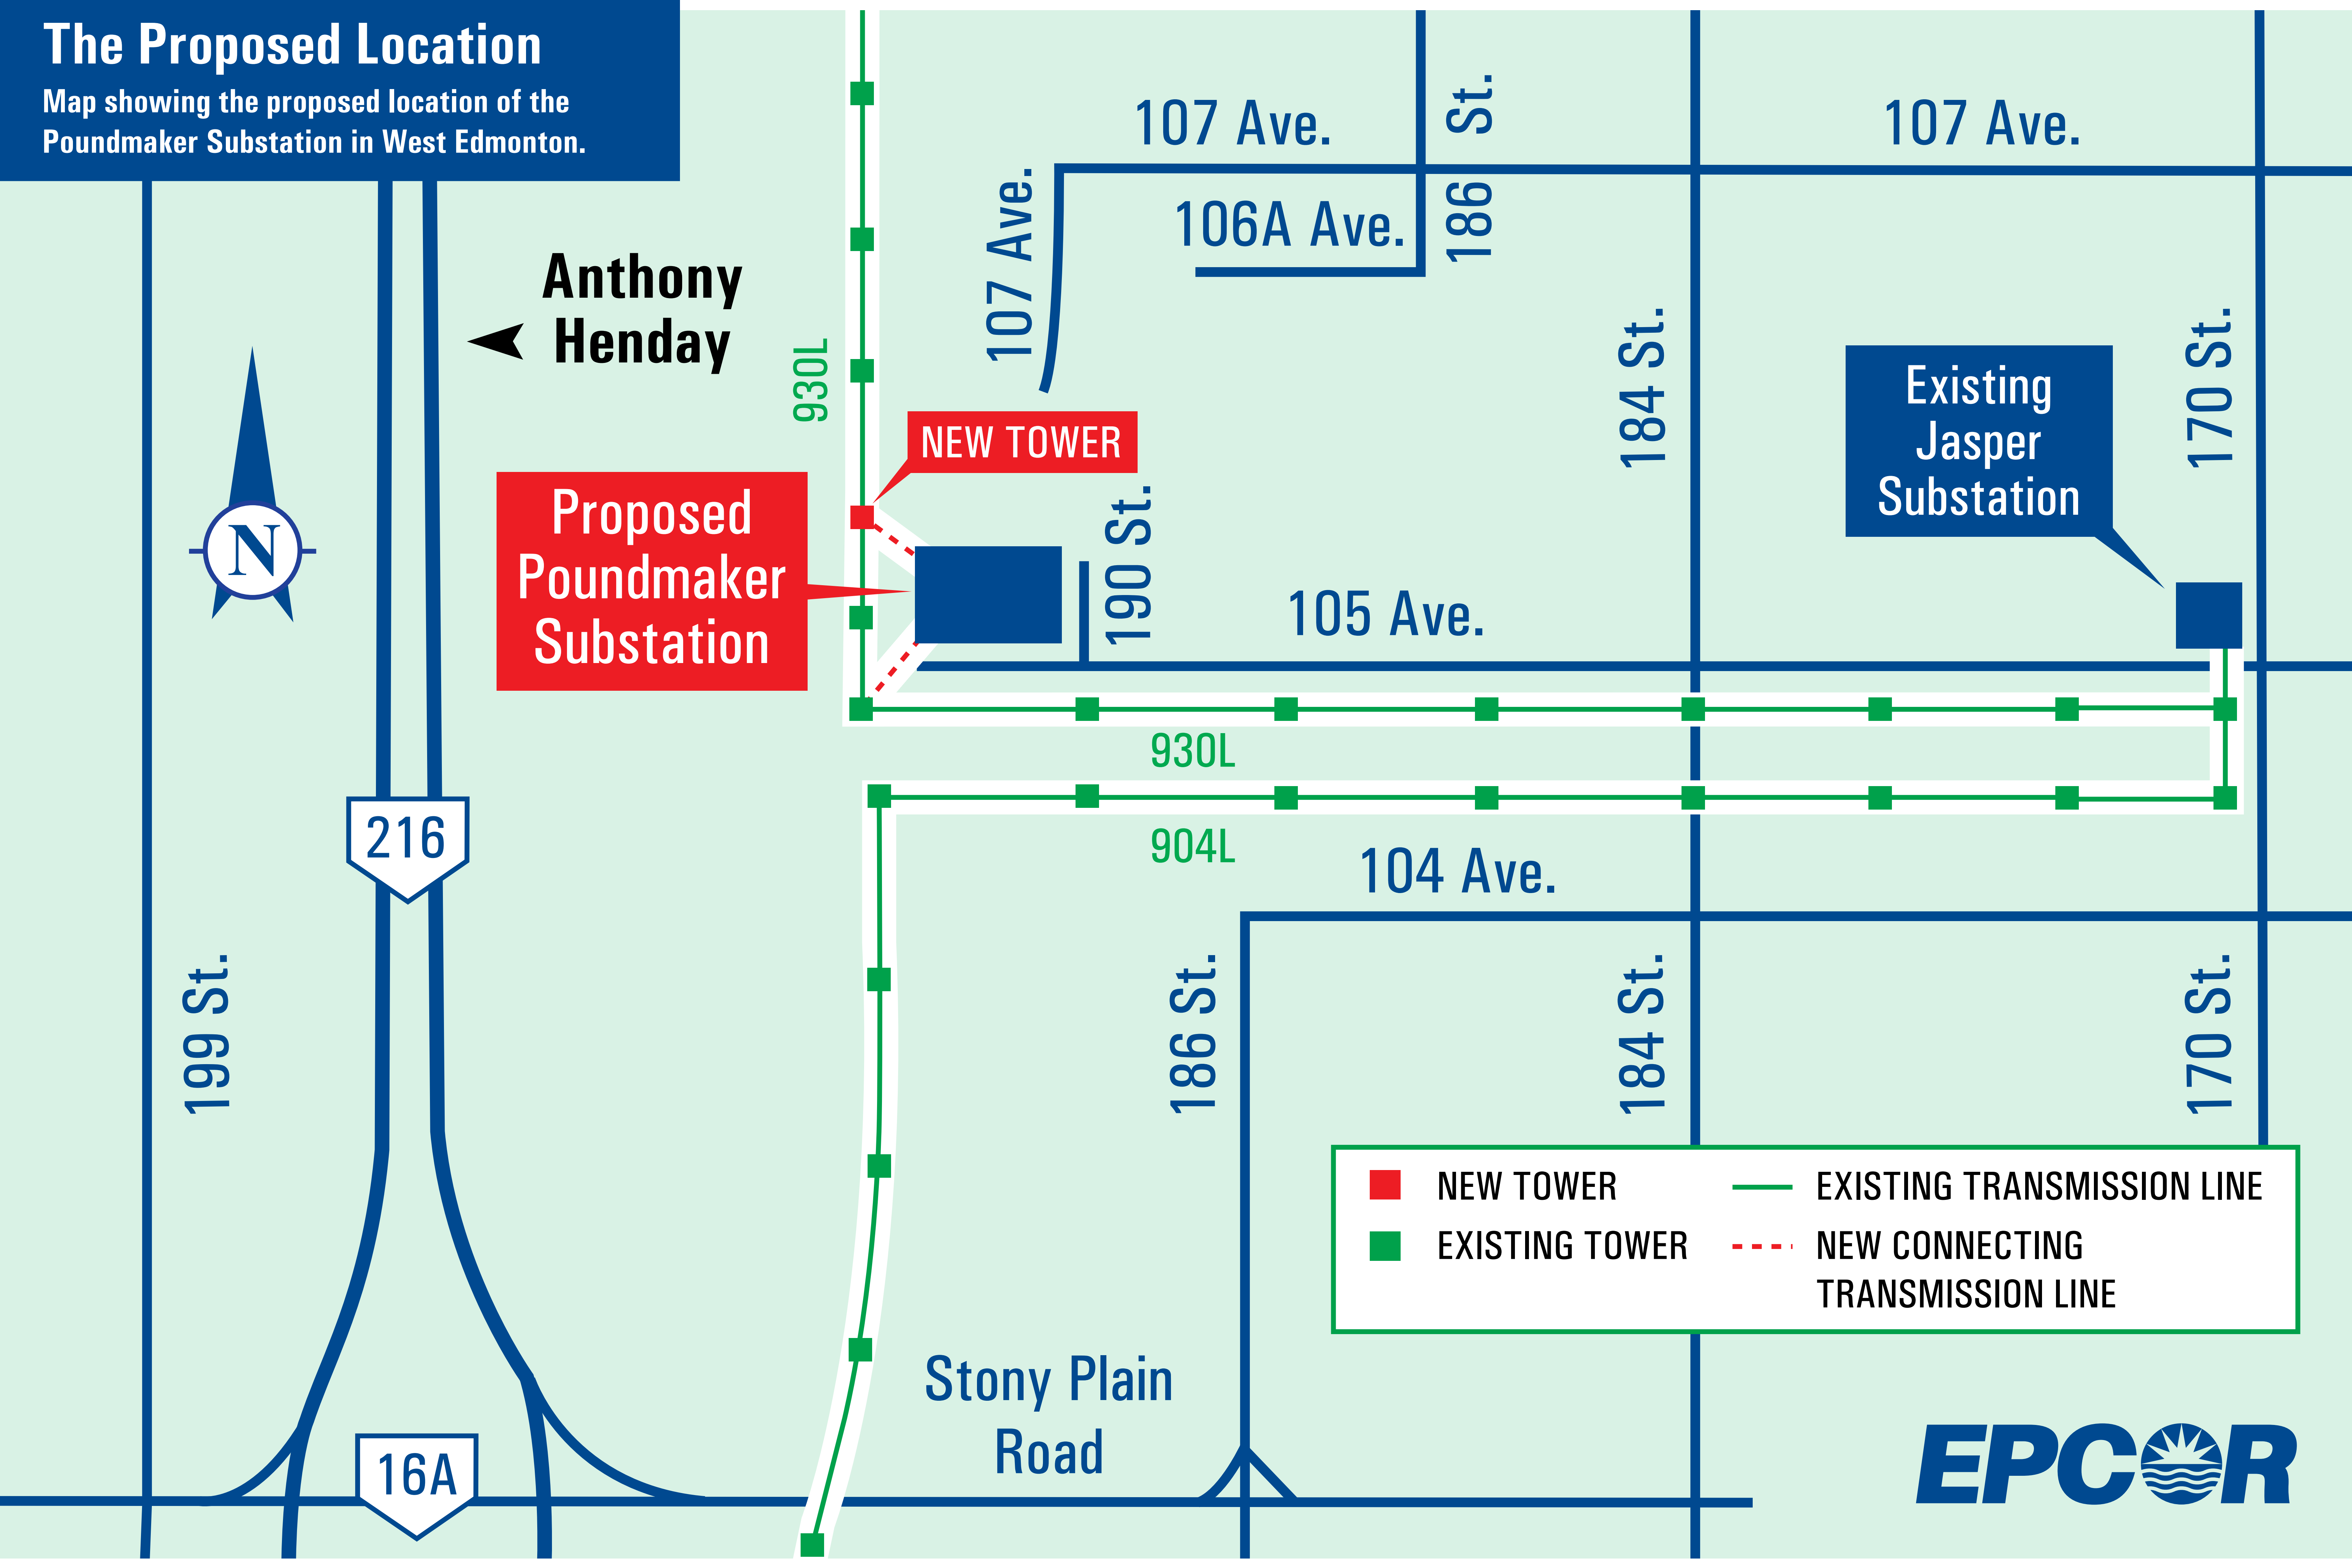 The Proposed Location
Map showing the proposed location of the
Poundmaker Substation in West Edmonton.
107 Ave.
186 St.
107 Ave.
107 Ave.
106A Ave.
186 St.
Anthony
Henday
930L
184 St.
170 St.
Existing
Jasper
Substation
NEW TOWER
Proposed
Poundmaker
Substation
190 St.
N
105 Ave.
930L
216
904L
104 Ave.
199 St.
186 St.
184 St.
170 St.
NEW TOWER
EXISTING TRANSMISSION LINE
EXISTING TOWER
NEW CONNECTING
TRANSMISSION LINE
Stony Plain
Road
16A
EPCOR